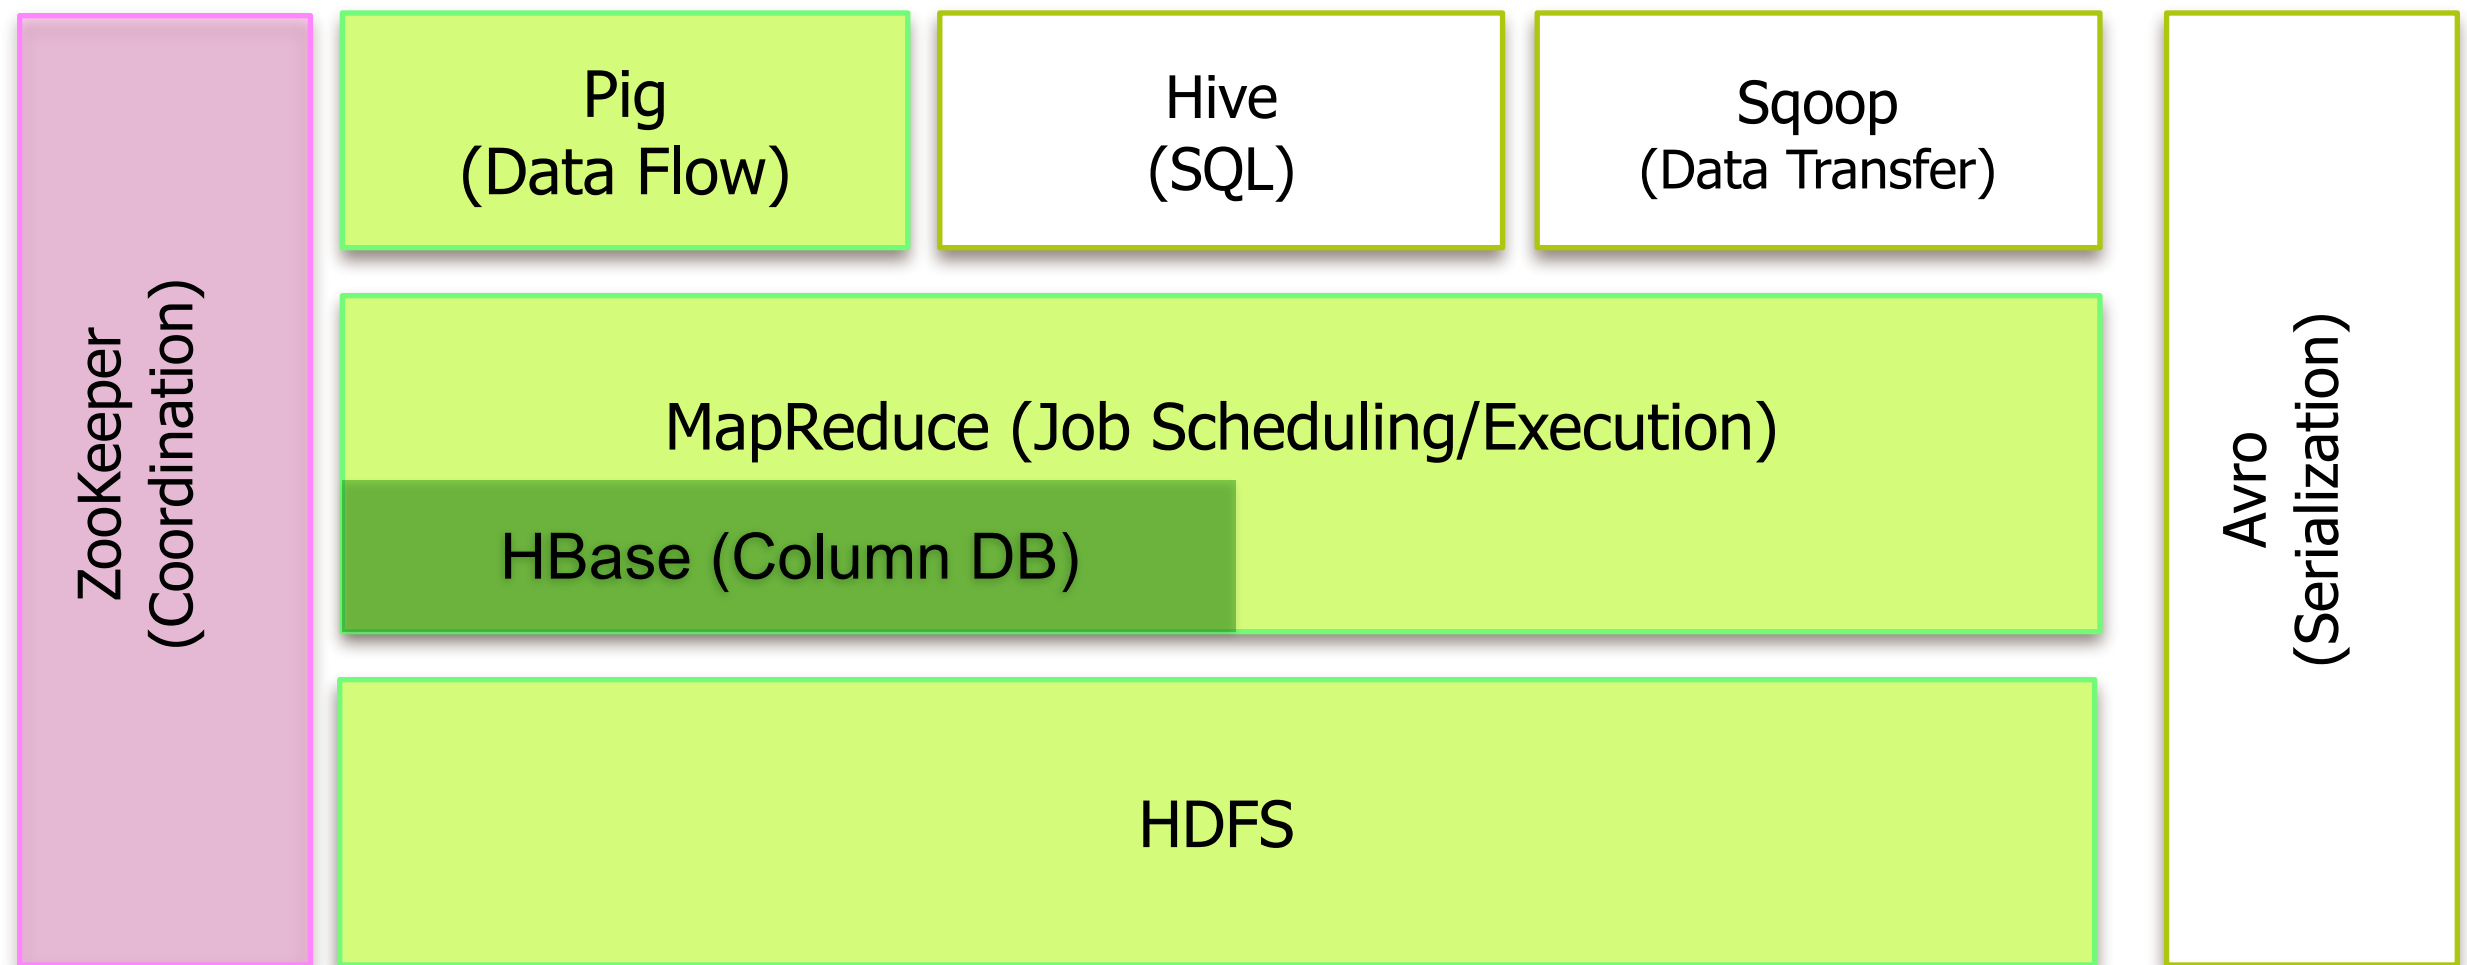 ZooKeeper
(Coordination)
Pig
(Data Flow)
Hive
(SQL)
Sqoop
(Data Transfer)
MapReduce (Job Scheduling/Execution)
HBase (Column DB)
HDFS
Avro
(Serialization)